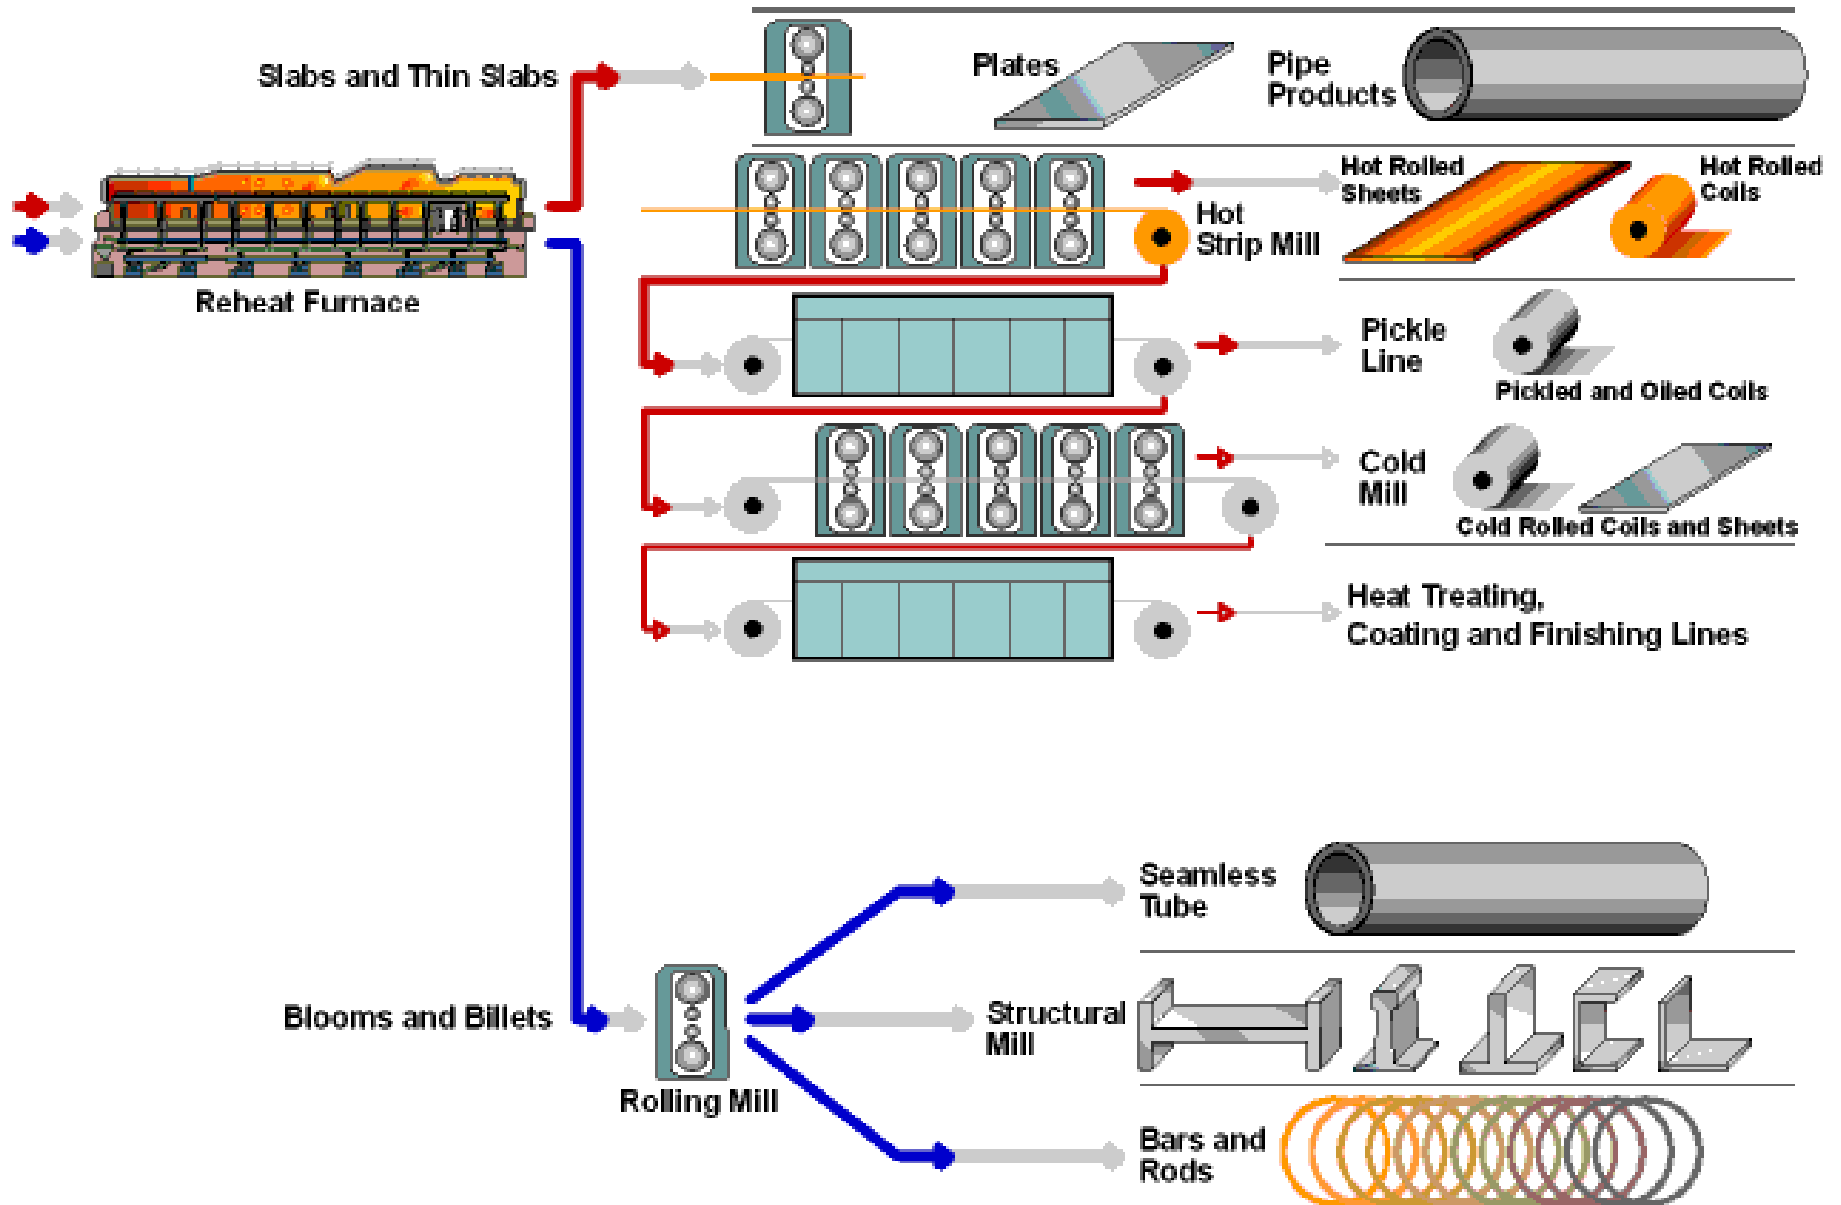 Slabs and Thin Slabs
Plates
Pipe
Products
Reheat Furnace
Hot
Strip Mill
Hot Rolled
Sheets
Hot Rolled
Coils
Pickle
Line
Pickled and Oiled Coils
Cold
Mill
Cold Rolled Coils and Sheets
Heat Treating,
Coating and Finishing Lines
Blooms and Billets
Rolling Mill
Seamless
Tube
Structural
Mill
Bars and
Rods